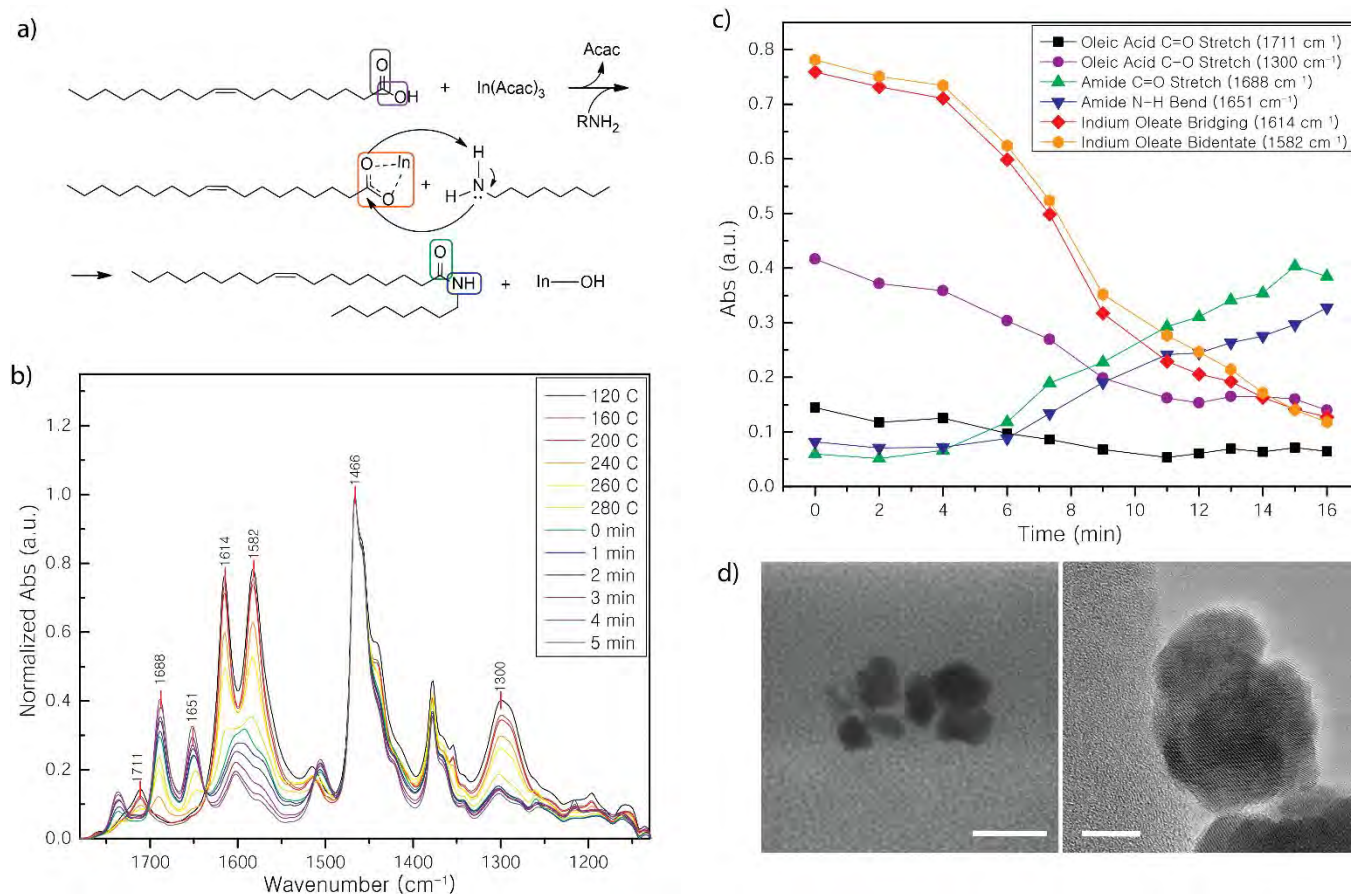 a)
O
OH
+
In(Acac)₃
Acac
RNH₂
O
In
O
+
H
H
N
..
O
NH
+
In—OH
b)
Normalized Abs (a.u.)
1.2
1.0
0.8
0.6
0.4
0.2
0.0
1711
1688
1651
1614
1582
1466
1300
120 C
160 C
200 C
240 C
260 C
280 C
0 min
1 min
2 min
3 min
4 min
5 min
1700 1600 1500 1400 1300 1200
Wavenumber (cm⁻¹)
c)
Abs (a.u.)
0.8
0.7
0.6
0.5
0.4
0.3
0.2
0.1
0.0
Oleic Acid C=O Stretch (1711 cm⁻¹)
Oleic Acid C–O Stretch (1300 cm⁻¹)
Amide C=O Stretch (1688 cm⁻¹)
Amide N–H Bend (1651 cm⁻¹)
Indium Oleate Bridging (1614 cm⁻¹)
Indium Oleate Bidentate (1582 cm⁻¹)
0 2 4 6 8 10 12 14 16
Time (min)
d)